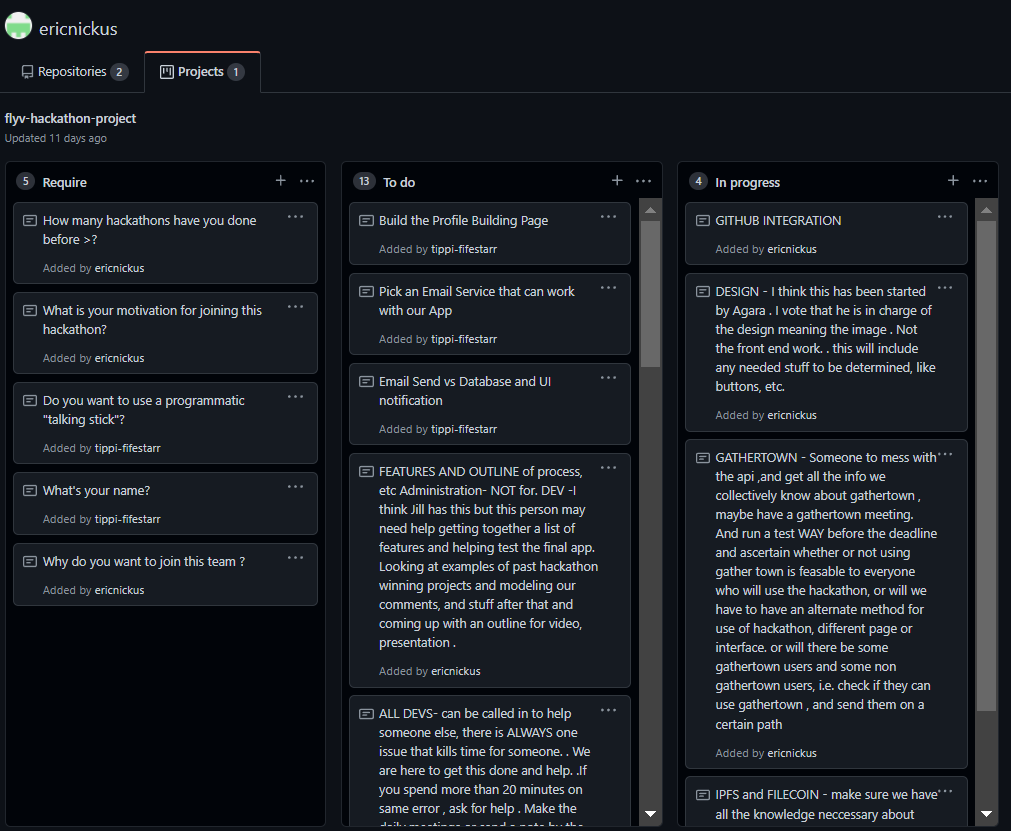 ericnickus
Repositories 2
Projects 1
flyv-hackathon-project
Updated 11 days ago
5 Require
How many hackathons have you done
before >?
Added by ericnickus
What is your motivation for joining this
hackathon?
Added by ericnickus
Do you want to use a programmatic
"talking stick"?
Added by tippi-fifestarr
What's your name?
Added by tippi-fifestarr
Why do you want to join this team ?
Added by ericnickus
13 To do
Build the Profile Building Page
Added by tippi-fifestarr
Pick an Email Service that can work
with our App
Added by tippi-fifestarr
Email Send vs Database and UI
notification
Added by tippi-fifestarr
FEATURES AND OUTLINE of process,
etc Administration- NOT for. DEV -I
think Jill has this but this person may
need help getting together a list of
features and helping test the final app.
Looking at examples of past hackathon
winning projects and modeling our
comments, and stuff after that and
coming up with an outline for video,
presentation .
Added by ericnickus
ALL DEVS- can be called in to help
someone else, there is ALWAYS one
issue that kills time for someone. . We
are here to get this done and help. .If
you spend more than 20 minutes on
same error , ask for help . Make the
daily meetings or send a note by the
4 In progress
GITHUB INTEGRATION
Added by ericnickus
DESIGN - I think this has been started
by Agara . I vote that he is in charge of
the design meaning the image . Not
the front end work. . this will include
any needed stuff to be determined, like
buttons, etc.
Added by ericnickus
GATHERTOWN - Someone to mess with
the api ,and get all the info we
collectively know about gathertown ,
maybe have a gathertown meeting.
And run a test WAY before the deadline
and ascertain whether or not using
gather town is feasable to everyone
who will use the hackathon, or will we
have to have an alternate method for
use of hackathon, different page or
interface. or will there be some
gathertown users and some non
gathertown users, i.e. check if they can
use gathertown , and send them on a
certain path
Added by ericnickus
IPFS and FILECOIN - make sure we have
all the knowledge neccessary about